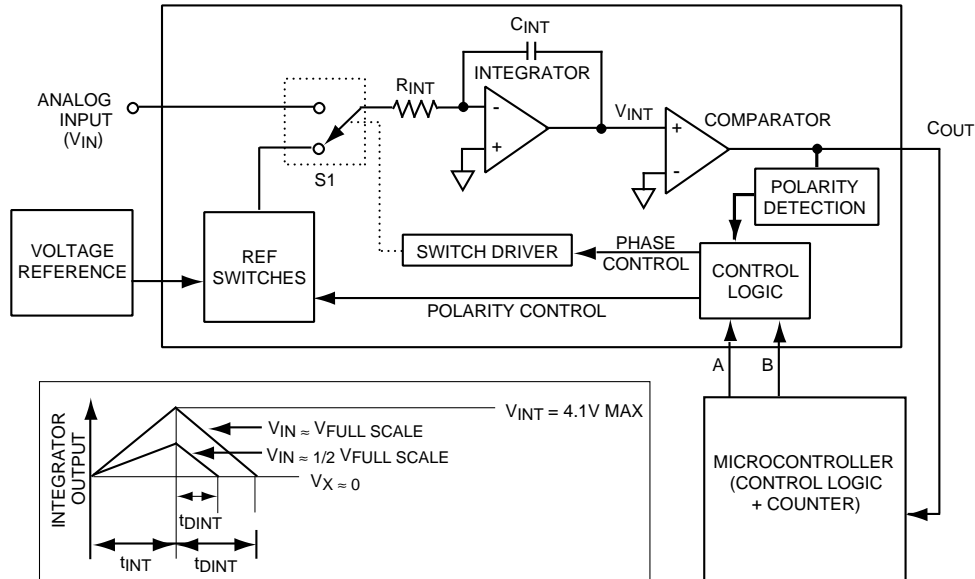 CINT
INTEGRATOR
RINT
ANALOG
INPUT
(VIN)
-
+
VINT
+
-
COMPARATOR
COUT
S1
POLARITY
DETECTION
VOLTAGE
REFERENCE
REF
SWITCHES
SWITCH DRIVER
PHASE
CONTROL
CONTROL
LOGIC
POLARITY CONTROL
A
B
MICROCONTROLLER
(CONTROL LOGIC
+ COUNTER)
INTEGRATOR
OUTPUT
VINT = 4.1V MAX
VIN ≈ VFULL SCALE
VIN ≈ 1/2 VFULL SCALE
VX ≈ 0
tDINT
tINT
tDINT